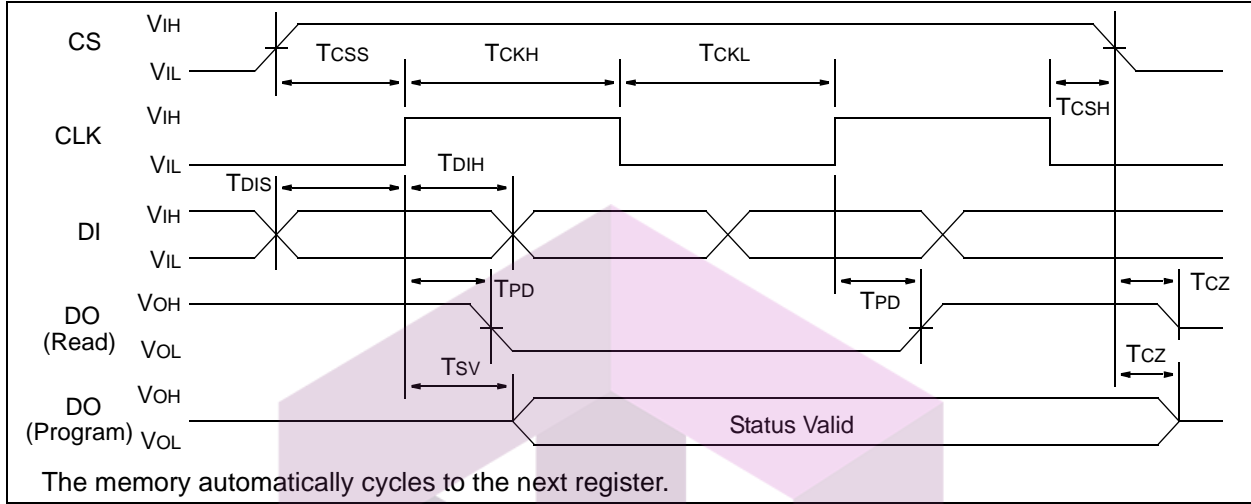 CS
VIH
VIL
TCSS
TCKH
TCKL
TCSH
CLK
VIH
VIL
TDIS
TDIH
DI
VIH
VIL
TPD
TPD
TCZ
DO
(Read)
VOH
VOL
TSV
TCZ
DO
(Program)
VOH
VOL
Status Valid
The memory automatically cycles to the next register.